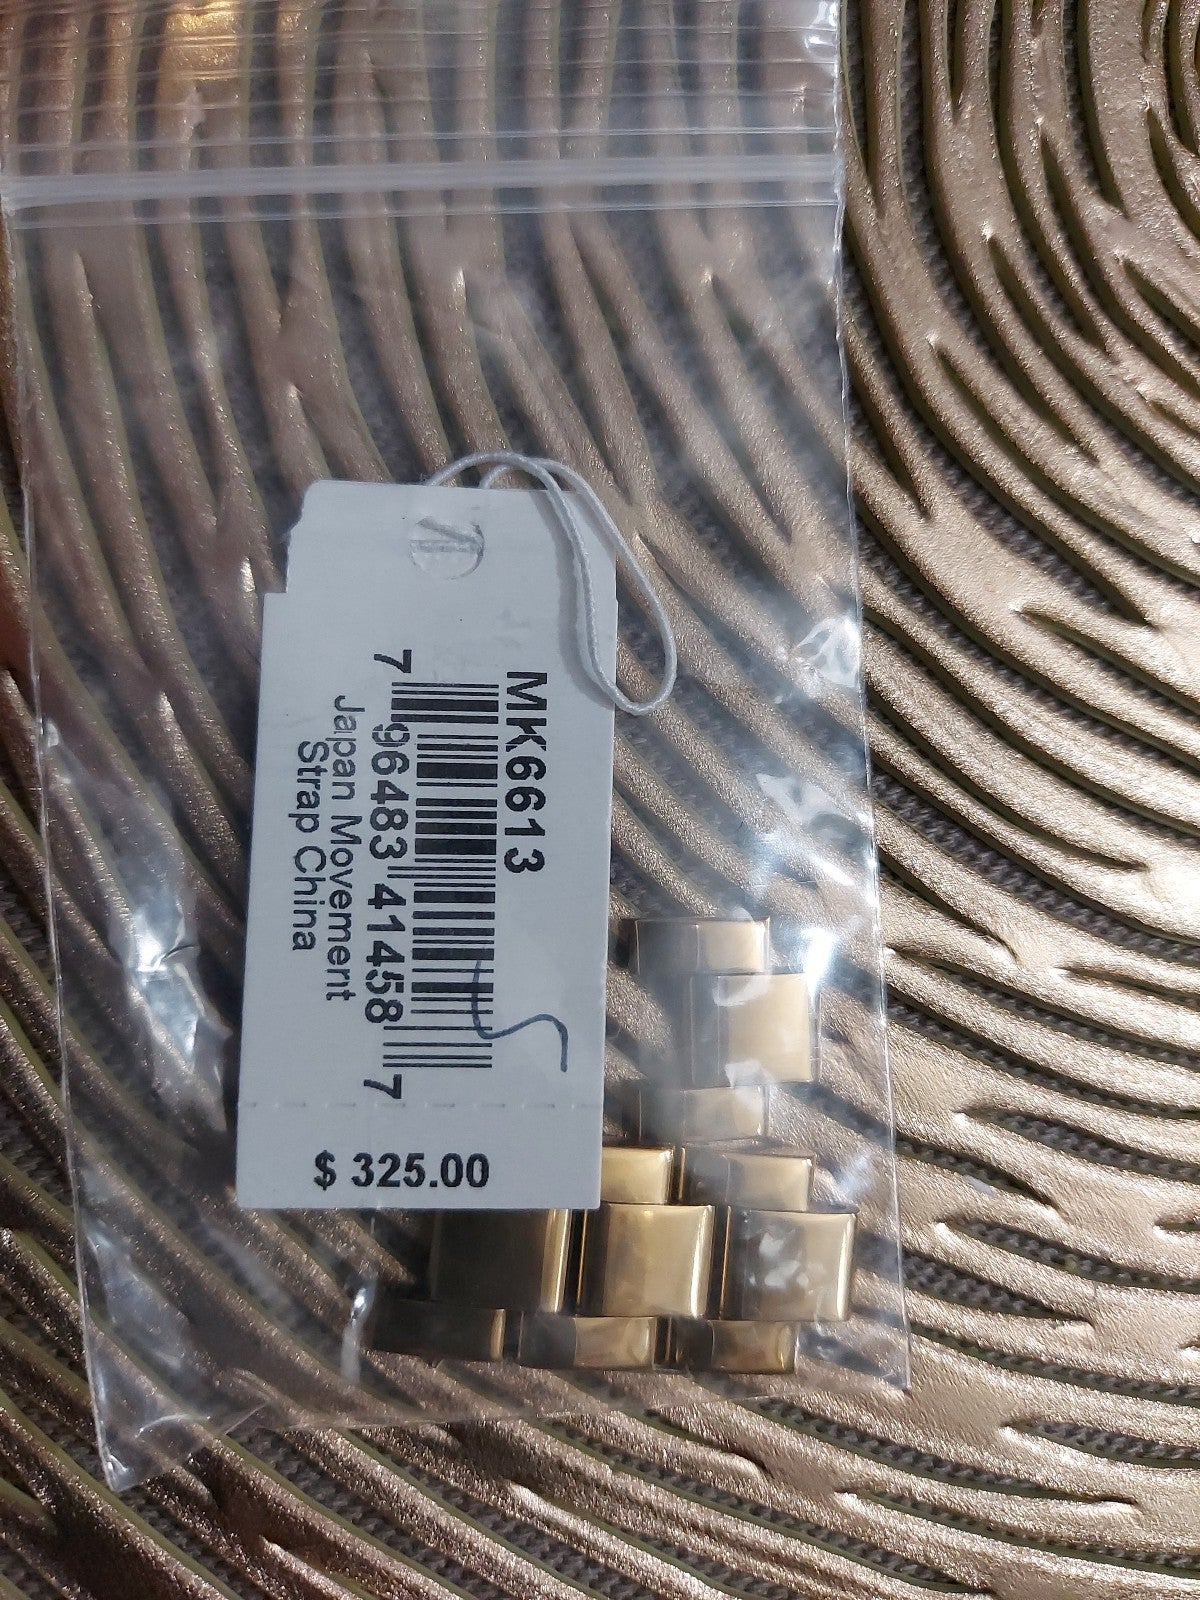 MK6613
7 96483 41458 7
Japan Movement
Strap China
$ 325.00